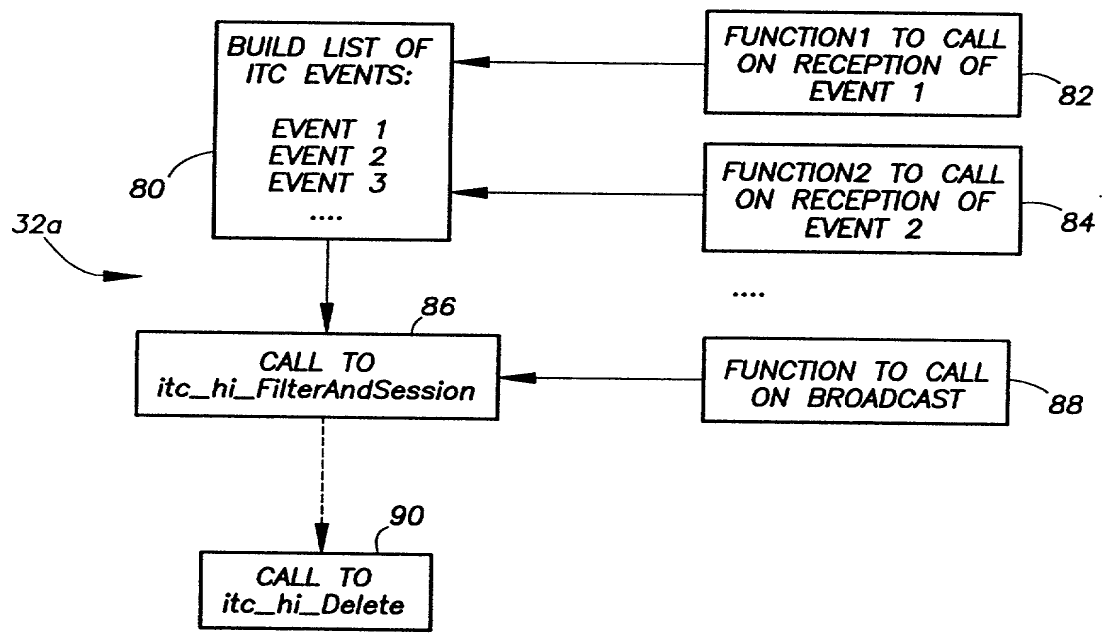 BUILD LIST OF
ITC EVENTS:
EVENT 1
EVENT 2
EVENT 3
....
80
32a
FUNCTION1 TO CALL
ON RECEPTION OF
EVENT 1
82
FUNCTION2 TO CALL
ON RECEPTION OF
EVENT 2
84
....
86
CALL TO
itc_hi_FilterAndSession
FUNCTION TO CALL
ON BROADCAST
88
90
CALL TO
itc_hi_Delete